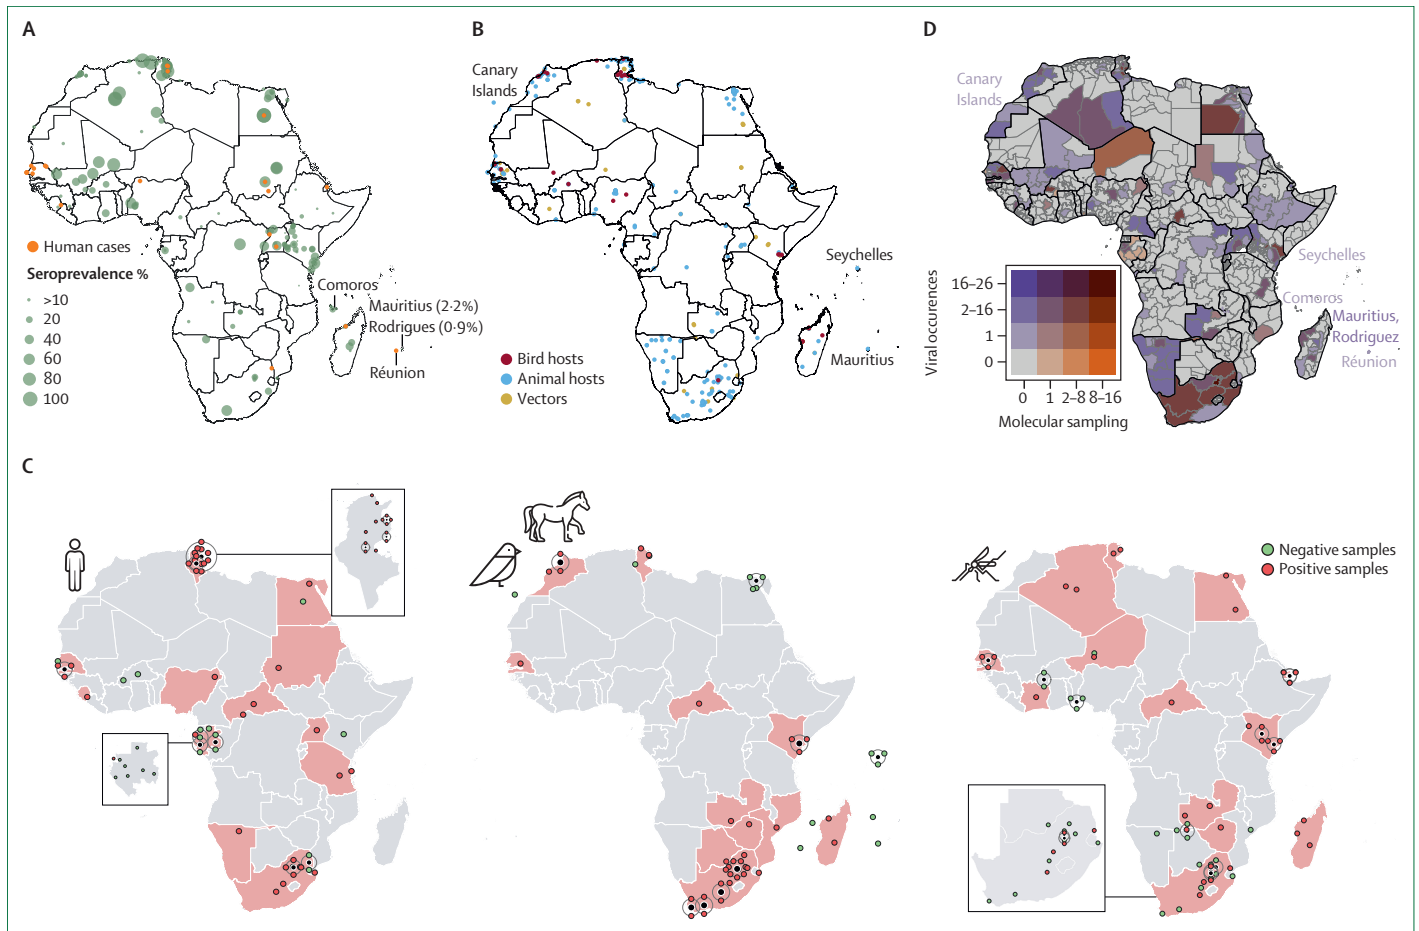 A
Human cases
Seroprevalence %
>10
20
40
60
80
100
Comoros
Mauritius (2·2%)
Rodrigues (0·9%)
Réunion
B
Canary
Islands
Seychelles
Mauritius
Bird hosts
Animal hosts
Vectors
D
Canary
Islands
Seychelles
Comoros
Mauritius,
Rodriguez
Réunion
Viral occurences
16–26
2–16
1
0
0 1 2–8 8–16
Molecular sampling
C
Negative samples
Positive samples